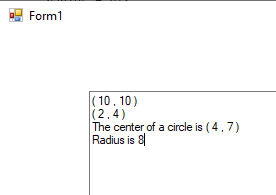 Form1
( 10 , 10 )
( 2 , 4 )
The center of a circle is ( 4 , 7 )
Radius is 8